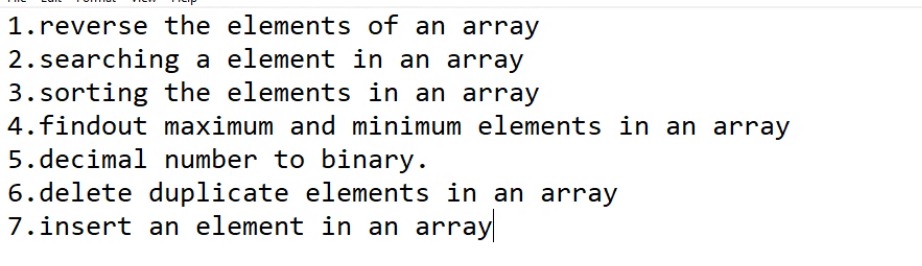 File Edit Format View Help
1.reverse the elements of an array
2.searching a element in an array
3.sorting the elements in an array
4.findout maximum and minimum elements in an array
5.decimal number to binary.
6.delete duplicate elements in an array
7.insert an element in an array